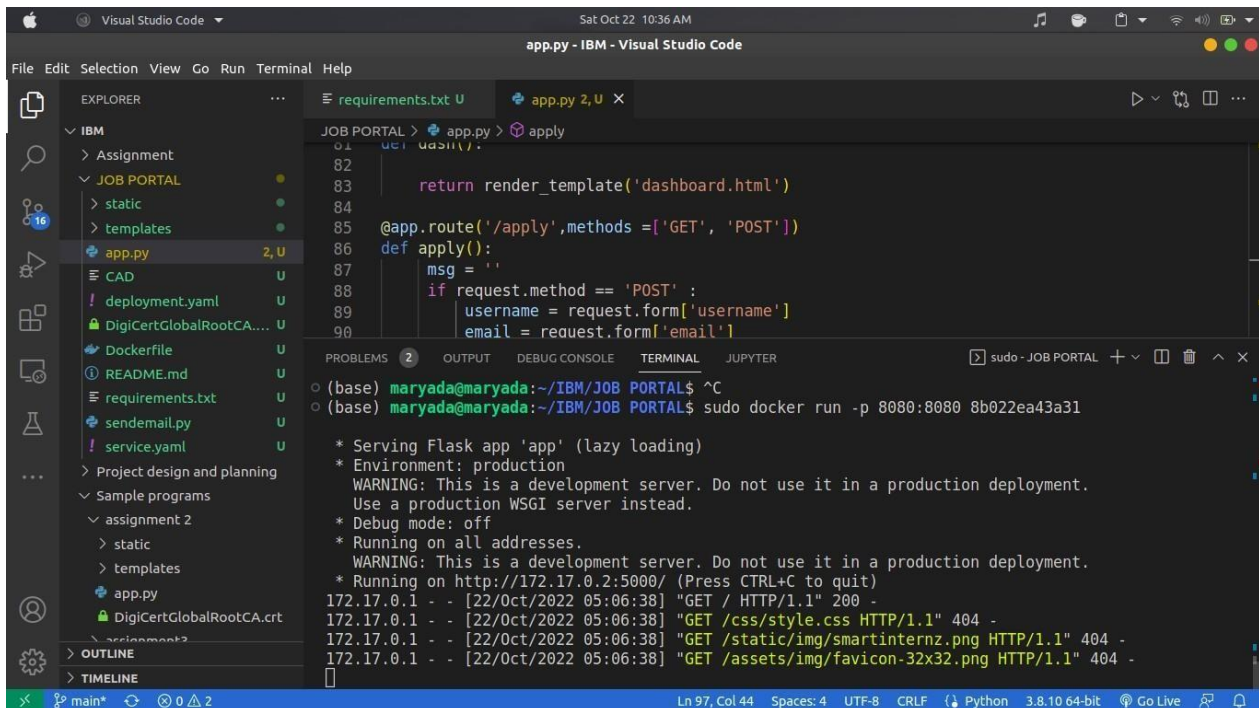 Visual Studio Code
Sat Oct 22 10:36 AM
app.py - IBM - Visual Studio Code
File Edit Selection View Go Run Terminal Help
EXPLORER
IBM
Assignment
JOB PORTAL
static
templates
app.py 2, U
CAD U
deployment.yaml U
DigiCertGlobalRootCA.... U
Dockerfile U
README.md U
requirements.txt U
sendemail.py U
service.yaml U
Project design and planning
Sample programs
assignment 2
static
templates
app.py
DigiCertGlobalRootCA.crt
assignment3
OUTLINE
TIMELINE
16
requirements.txt U app.py 2, U
JOB PORTAL > app.py > apply
81 def dash():
82
83 return render_template('dashboard.html')
84
85 @app.route('/apply',methods =['GET', 'POST'])
86 def apply():
87 msg = ''
88 if request.method == 'POST' :
89 username = request.form['username']
90 email = request.form['email']
PROBLEMS 2 OUTPUT DEBUG CONSOLE TERMINAL JUPYTER sudo - JOB PORTAL
(base) maryada@maryada:~/IBM/JOB PORTAL$ ^C
(base) maryada@maryada:~/IBM/JOB PORTAL$ sudo docker run -p 8080:8080 8b022ea43a31
* Serving Flask app 'app' (lazy loading)
* Environment: production
WARNING: This is a development server. Do not use it in a production deployment.
Use a production WSGI server instead.
* Debug mode: off
* Running on all addresses.
WARNING: This is a development server. Do not use it in a production deployment.
* Running on http://172.17.0.2:5000/ (Press CTRL+C to quit)
172.17.0.1 - - [22/Oct/2022 05:06:38] "GET / HTTP/1.1" 200 -
172.17.0.1 - - [22/Oct/2022 05:06:38] "GET /css/style.css HTTP/1.1" 404 -
172.17.0.1 - - [22/Oct/2022 05:06:38] "GET /static/img/smartinternz.png HTTP/1.1" 404 -
172.17.0.1 - - [22/Oct/2022 05:06:38] "GET /assets/img/favicon-32x32.png HTTP/1.1" 404 -
main* 0 2 Ln 97, Col 44 Spaces: 4 UTF-8 CRLF Python 3.8.10 64-bit Go Live